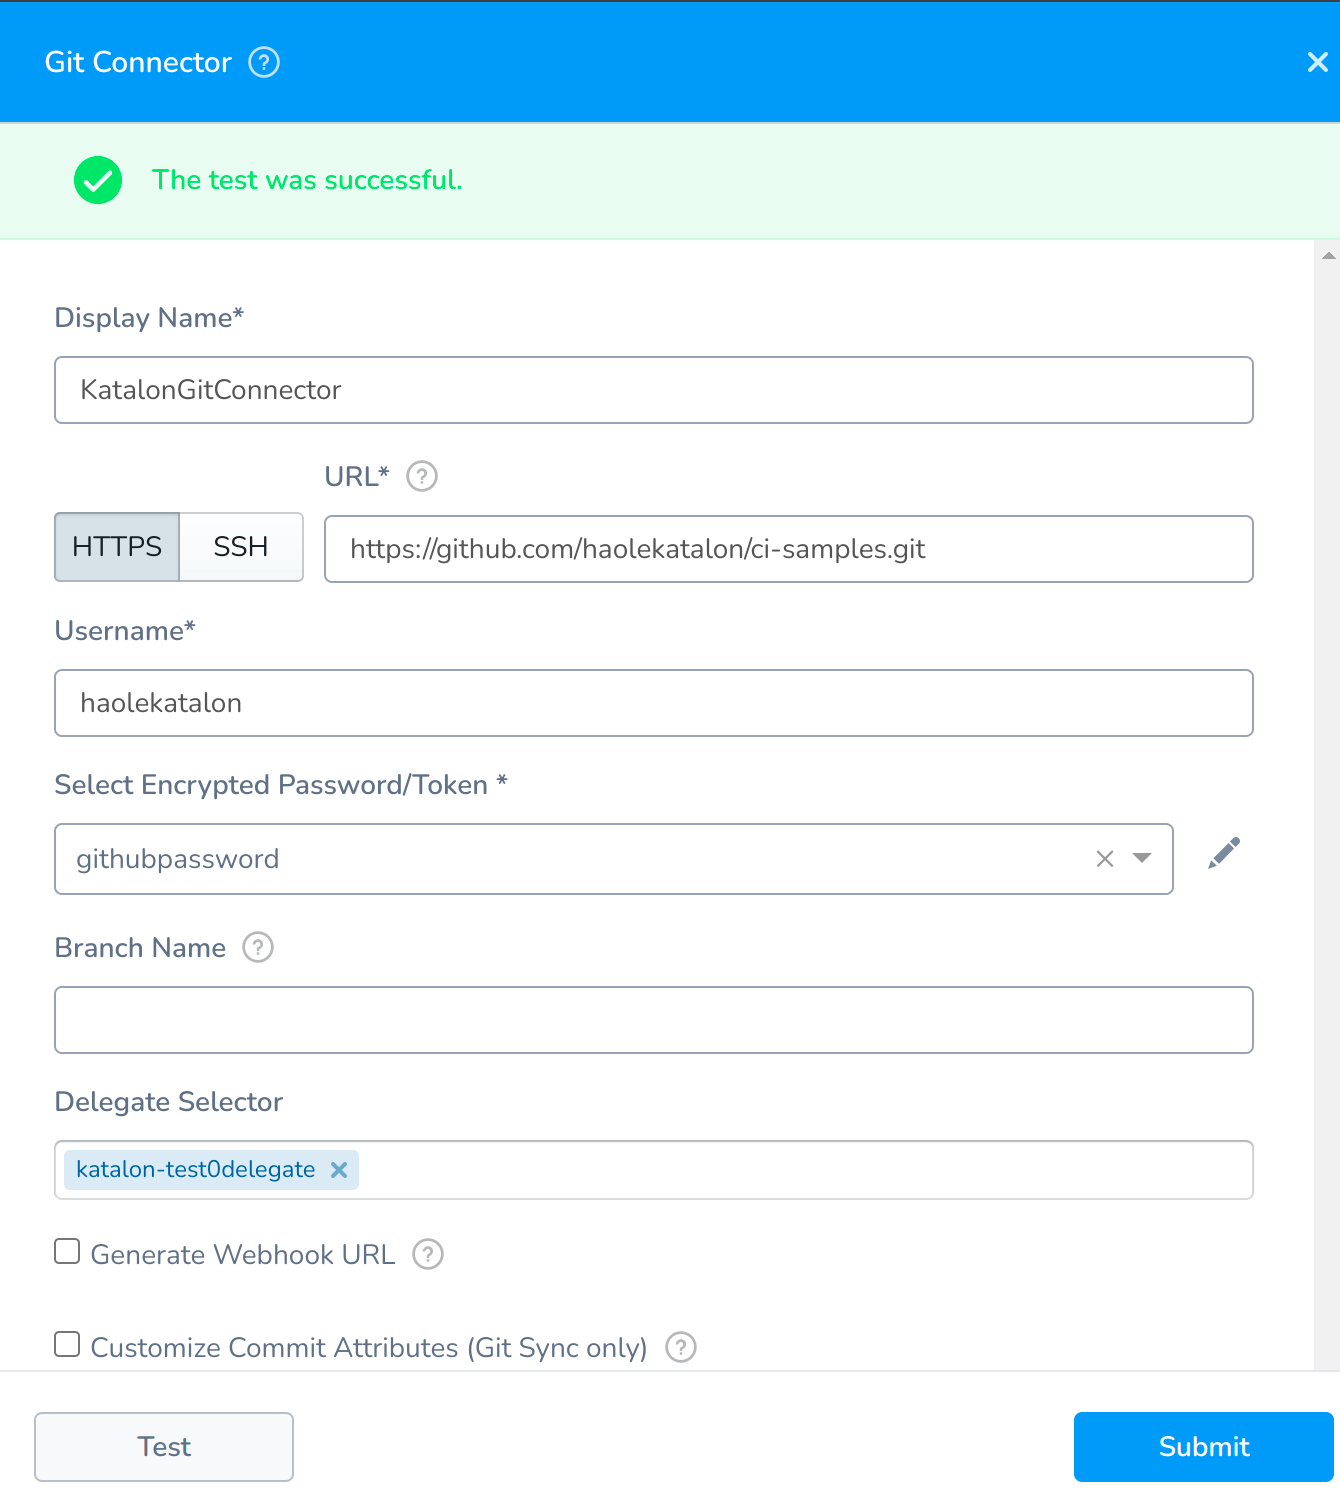 Git Connector ?
The test was successful.
Display Name*
KatalonGitConnector
URL* ?
HTTPS SSH https://github.com/haolekatalon/ci-samples.git
Username*
haolekatalon
Select Encrypted Password/Token *
githubpassword
Branch Name ?
Delegate Selector
katalon-test0delegate
Generate Webhook URL ?
Customize Commit Attributes (Git Sync only) ?
Test Submit